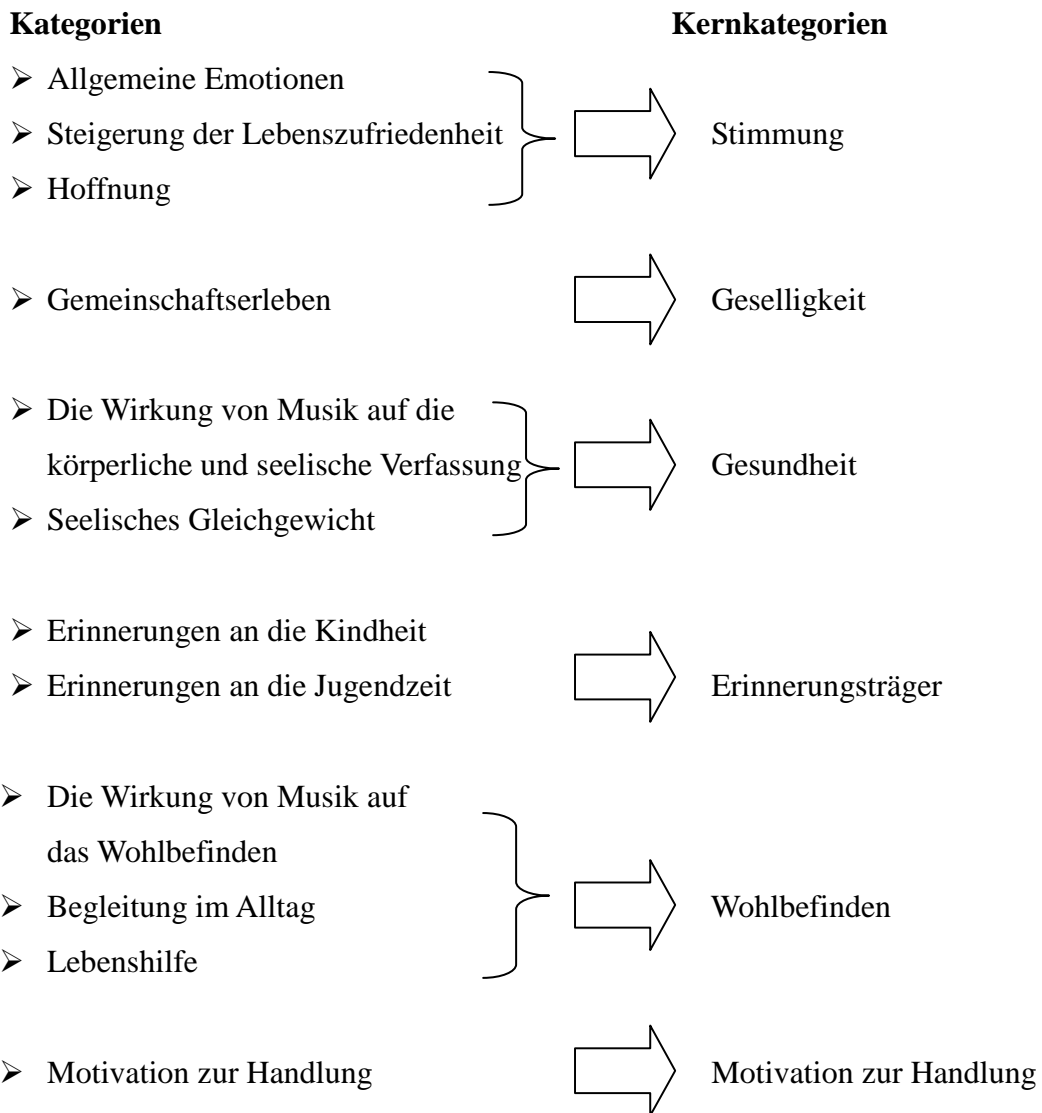 Kategorien Kernkategorien
➢ Allgemeine Emotionen
➢ Steigerung der Lebenszufriedenheit Stimmung
➢ Hoffnung
➢ Gemeinschaftserleben Geselligkeit
➢ Die Wirkung von Musik auf die
körperliche und seelische Verfassung Gesundheit
➢ Seelisches Gleichgewicht
➢ Erinnerungen an die Kindheit
➢ Erinnerungen an die Jugendzeit Erinnerungsträger
➢ Die Wirkung von Musik auf
das Wohlbefinden
➢ Begleitung im Alltag Wohlbefinden
➢ Lebenshilfe
➢ Motivation zur Handlung Motivation zur Handlung